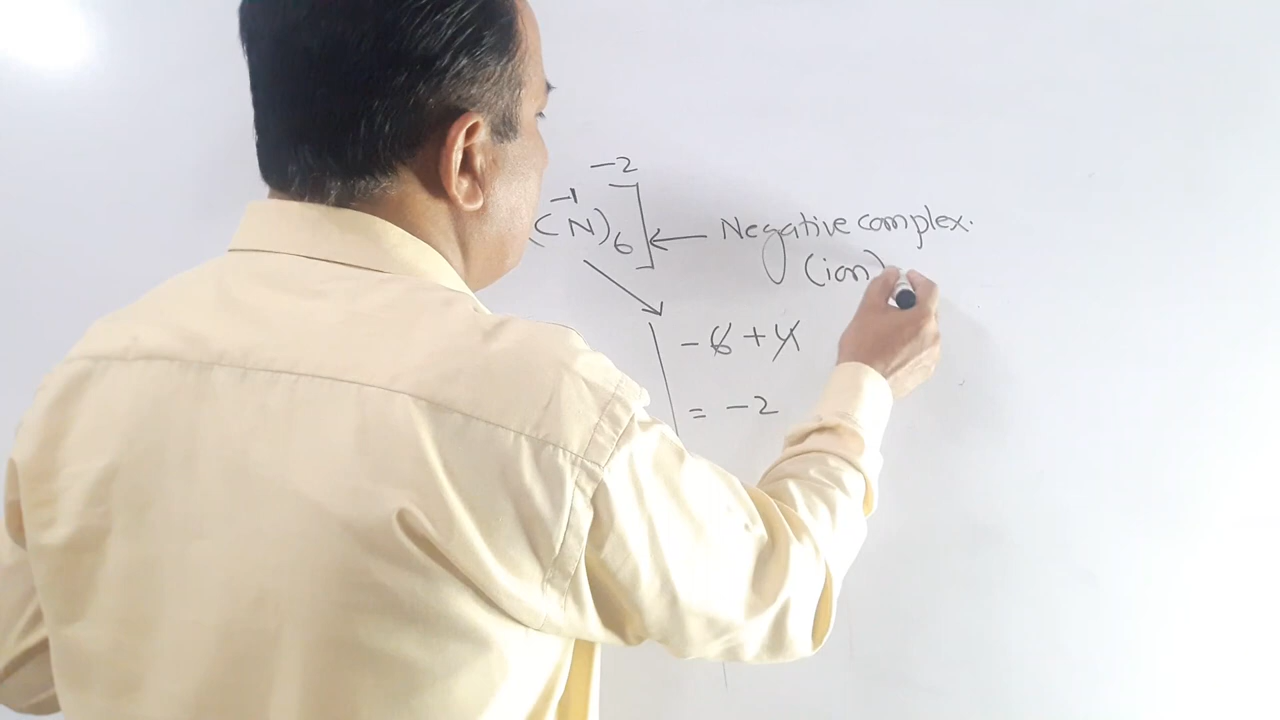 -2
-1
(CN)6] ← Negative complex.
(ion)
-6+4
= -2